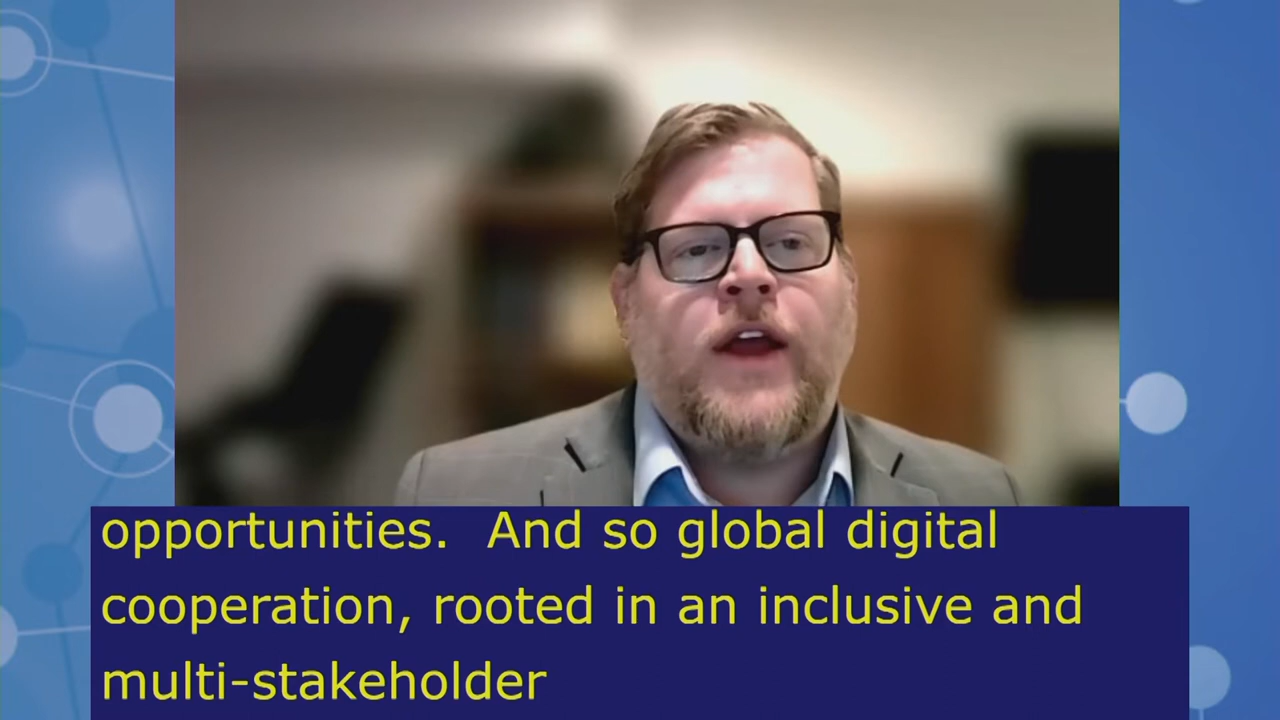 opportunities.  And so global digital
cooperation, rooted in an inclusive and
multi-stakeholder